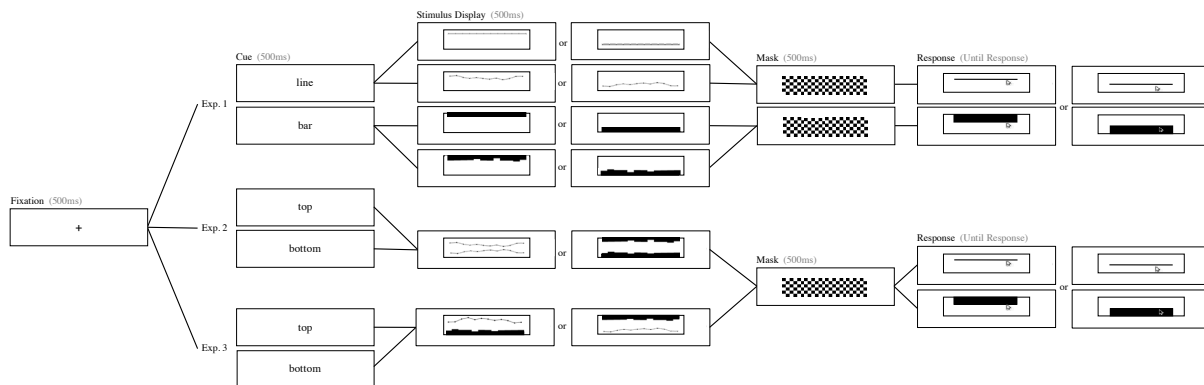 Stimulus Display (500ms)
or
Cue (500ms)
line
or
Mask (500ms)
Response (Until Response)
Exp. 1
or
bar
or
or
Fixation (500ms)
+
top
Exp. 2
bottom
or
Mask (500ms)
Response (Until Response)
or
top
or
Exp. 3
bottom